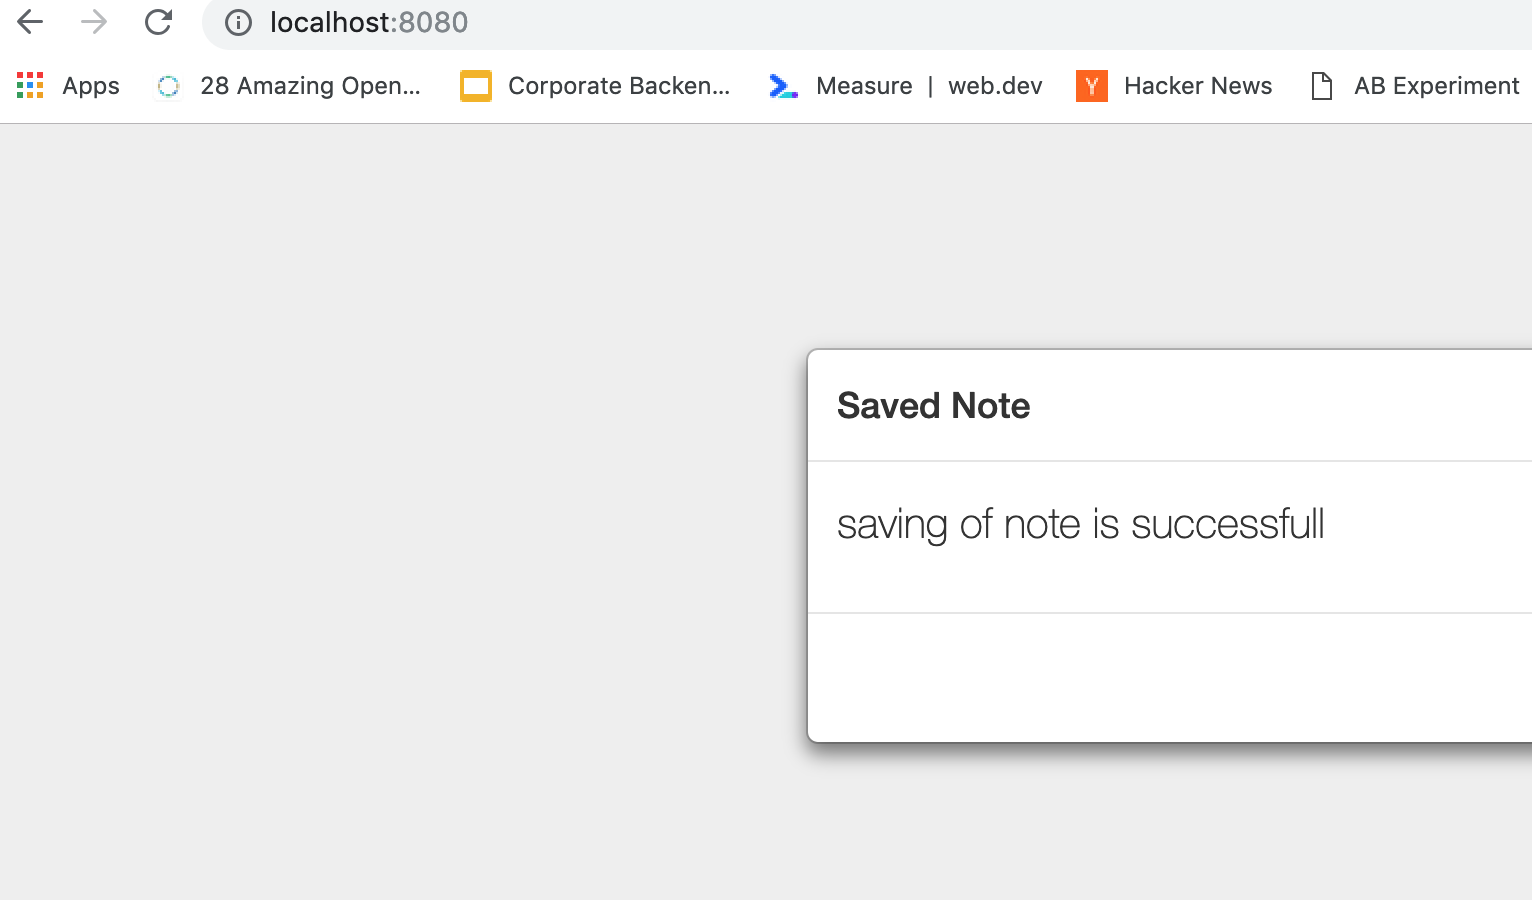 localhost:8080
Apps 28 Amazing Open... Corporate Backen... Measure | web.dev Y Hacker News AB Experiment
Saved Note
saving of note is successfull